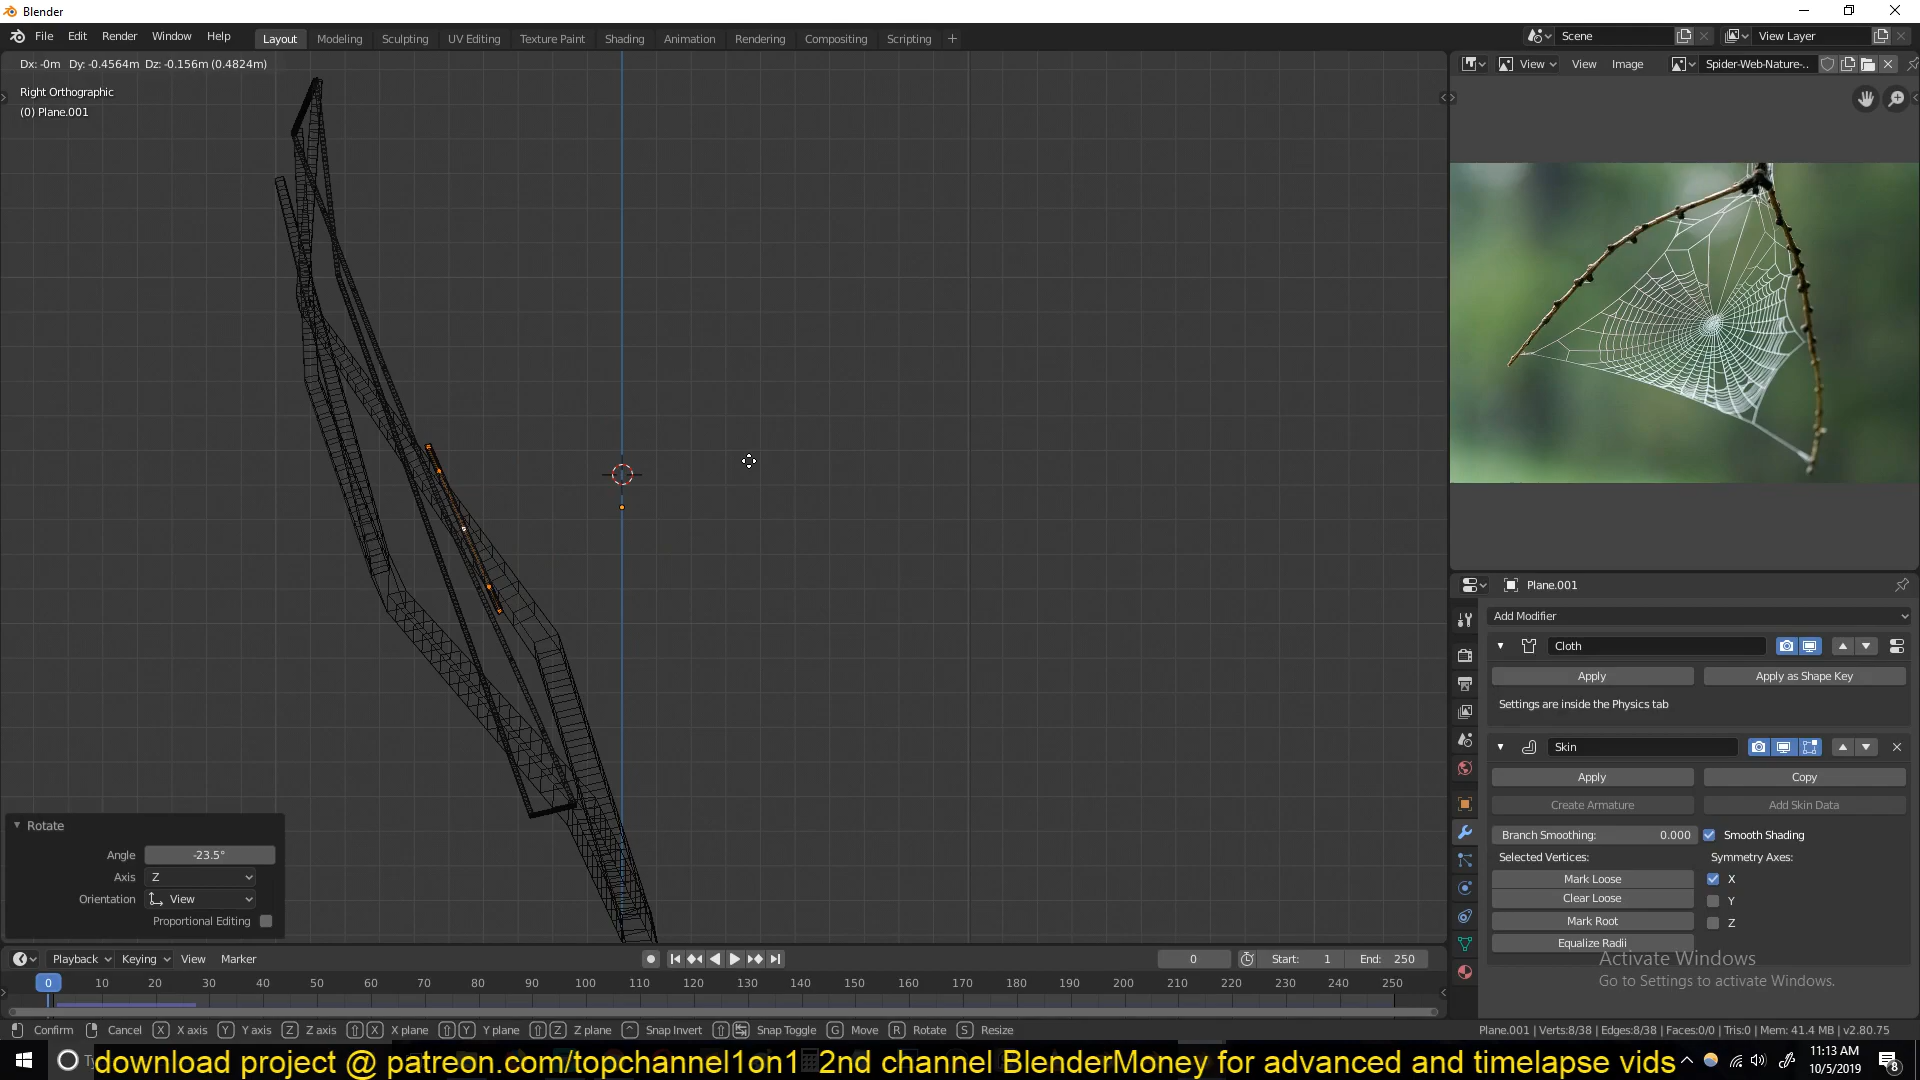 Blender
File Edit Render Window Help Layout Modeling Sculpting UV Editing Texture Paint Shading Animation Rendering Compositing Scripting + Scene View Layer
Dx: -0m Dy: -0.4564m Dz: -0.156m (0.4824m)
View View Image Spider-Web-Nature-..
Right Orthographic
(0) Plane.001
Plane.001
Add Modifier
Cloth
Apply Apply as Shape Key
Settings are inside the Physics tab
Skin
Apply Copy
Create Armature Add Skin Data
Branch Smoothing: 0.000 Smooth Shading
Selected Vertices: Symmetry Axes:
Mark Loose X
Clear Loose Y
Mark Root Z
Equalize Radii
Rotate
Angle -23.5°
Axis Z
Orientation View
Proportional Editing
Activate Windows
Go to Settings to activate Windows.
Playback Keying View Marker 0 Start: 1 End: 250
0 10 20 30 40 50 60 70 80 90 100 110 120 130 140 150 160 170 180 190 200 210 220 230 240 250
Confirm Cancel X X axis Y Y axis Z Z axis X X plane Y Y plane Z Z plane Snap Invert Snap Toggle G Move R Rotate S Resize
Plane.001 | Verts:8/38 | Edges:8/38 | Faces:0/0 | Tris:0 | Mem: 41.4 MB | v2.80.75
download project @ patreon.com/topchannel1on1 2nd channel BlenderMoney for advanced and timelapse vids
11:13 AM
10/5/2019
8